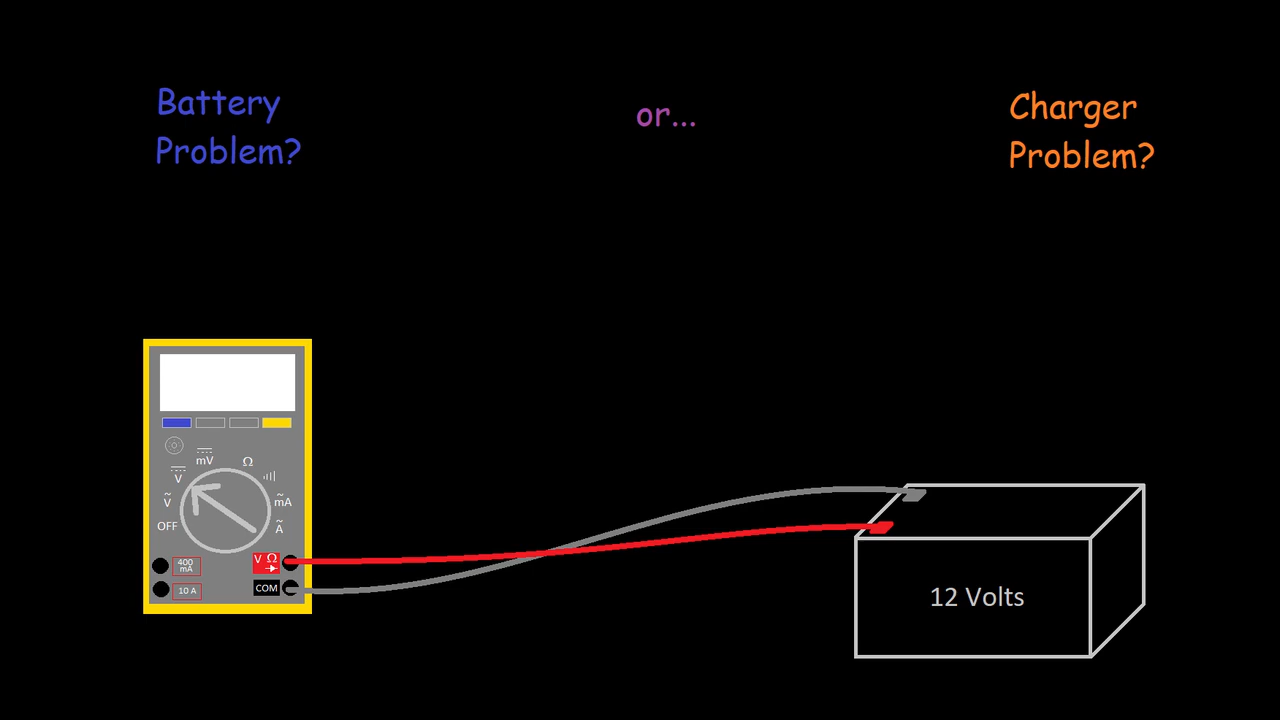 Battery
Problem?
or...
Charger
Problem?
mV
Ω
V
V
mA
OFF
A
400
mA
V Ω
10 A
COM
12 Volts